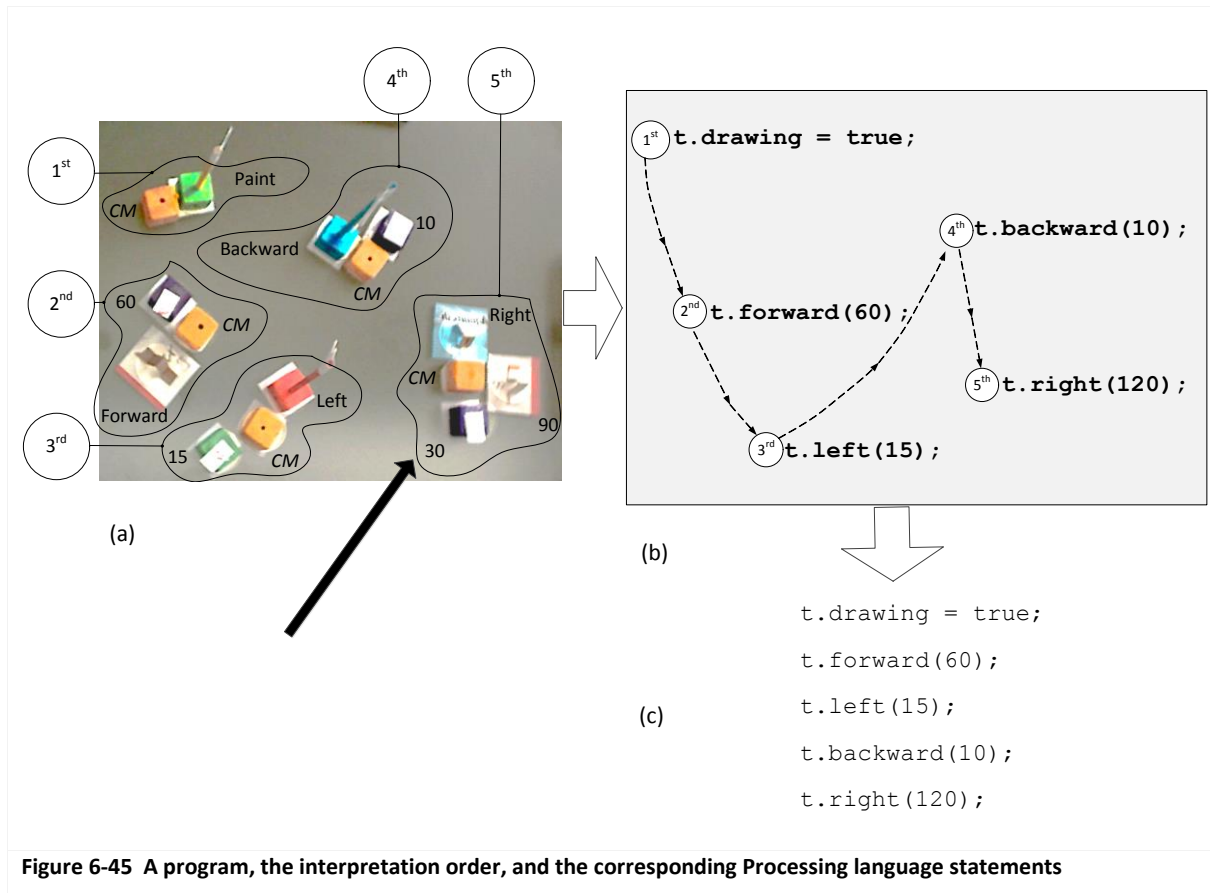 4th
5th
1st
Paint
CM
10
Backward
CM
2nd
60
CM
Forward
Right
CM
90
30
3rd
Left
15
CM
(a)
1st t.drawing = true;
4th t.backward(10);
2nd t.forward(60);
5th t.right(120);
3rd t.left(15);
(b)
t.drawing = true;
t.forward(60);
(c)
t.left(15);
t.backward(10);
t.right(120);
Figure 6-45 A program, the interpretation order, and the corresponding Processing language statements